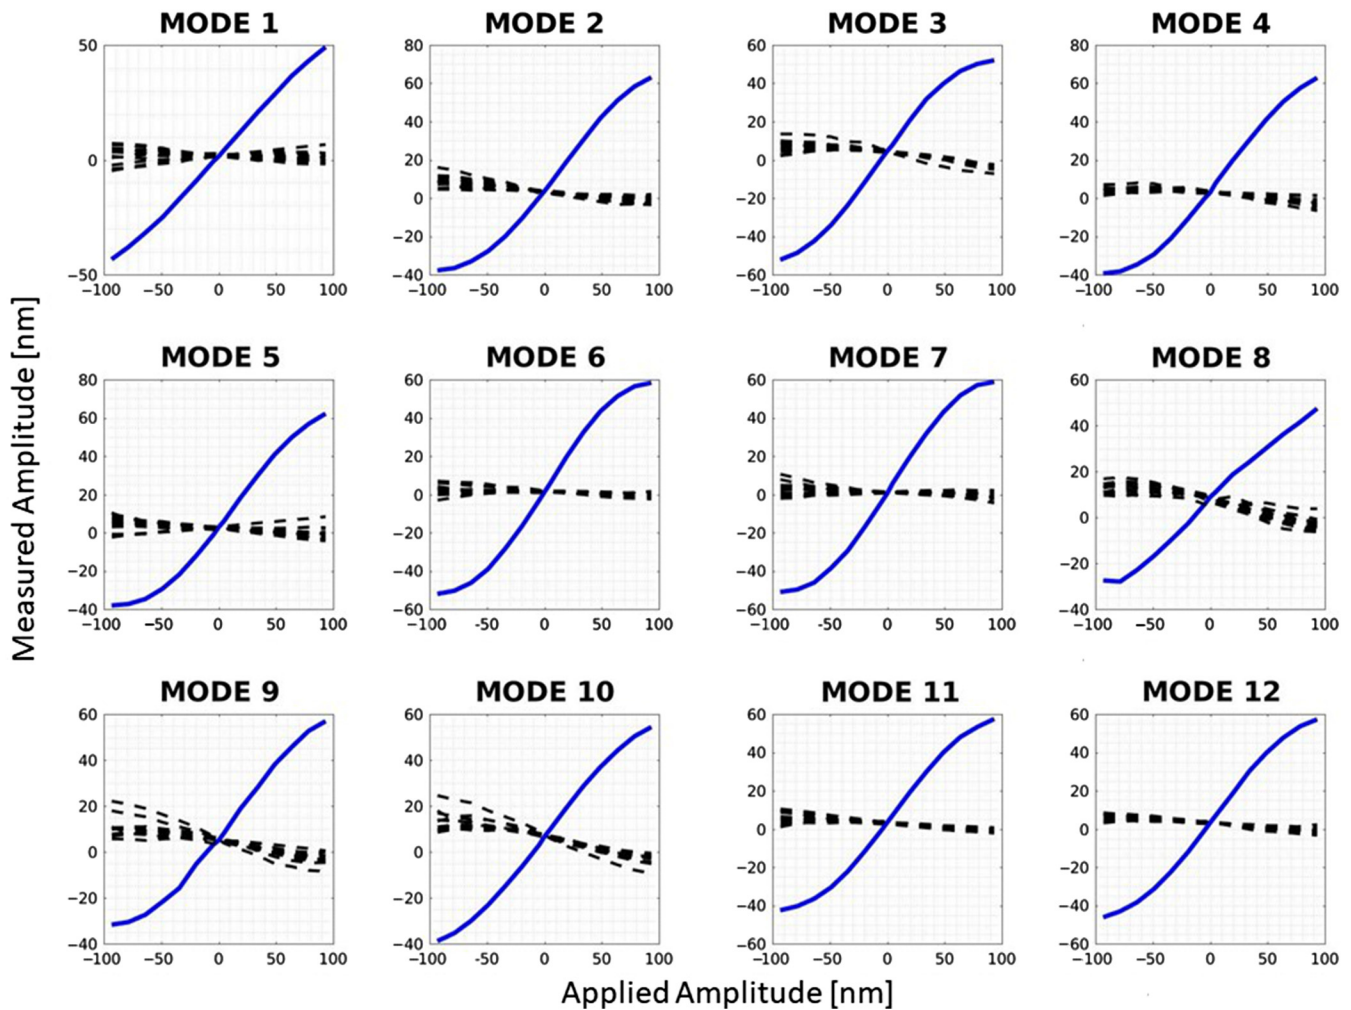 MODE 1 MODE 2 MODE 3 MODE 4
50 80 60 80
60 40 60
40 20 40
0 20 0 20
0 −20 0
−20 −40 −20
−50 −40 −60 −40
−100 −50 0 50 100 −100 −50 0 50 100 −100 −50 0 50 100 −100 −50 0 50 100
Measured Amplitude [nm]
MODE 5 MODE 6 MODE 7 MODE 8
80 60 60 60
60 40 40 40
40 20 20 20
20 0 0 0
0 −20 −20 −20
−20 −40 −40
−40 −60 −60 −40
−100 −50 0 50 100 −100 −50 0 50 100 −100 −50 0 50 100 −100 −50 0 50 100
MODE 9 MODE 10 MODE 11 MODE 12
60 60 60 60
40 40 40 40
20 20 20 20
0 0 0 0
−20 −20 −20 −20
−40 −40
−40 −40 −60 −60
−100 −50 0 50 100 −100 −50 0 50 100 −100 −50 0 50 100 −100 −50 0 50 100
Applied Amplitude [nm]